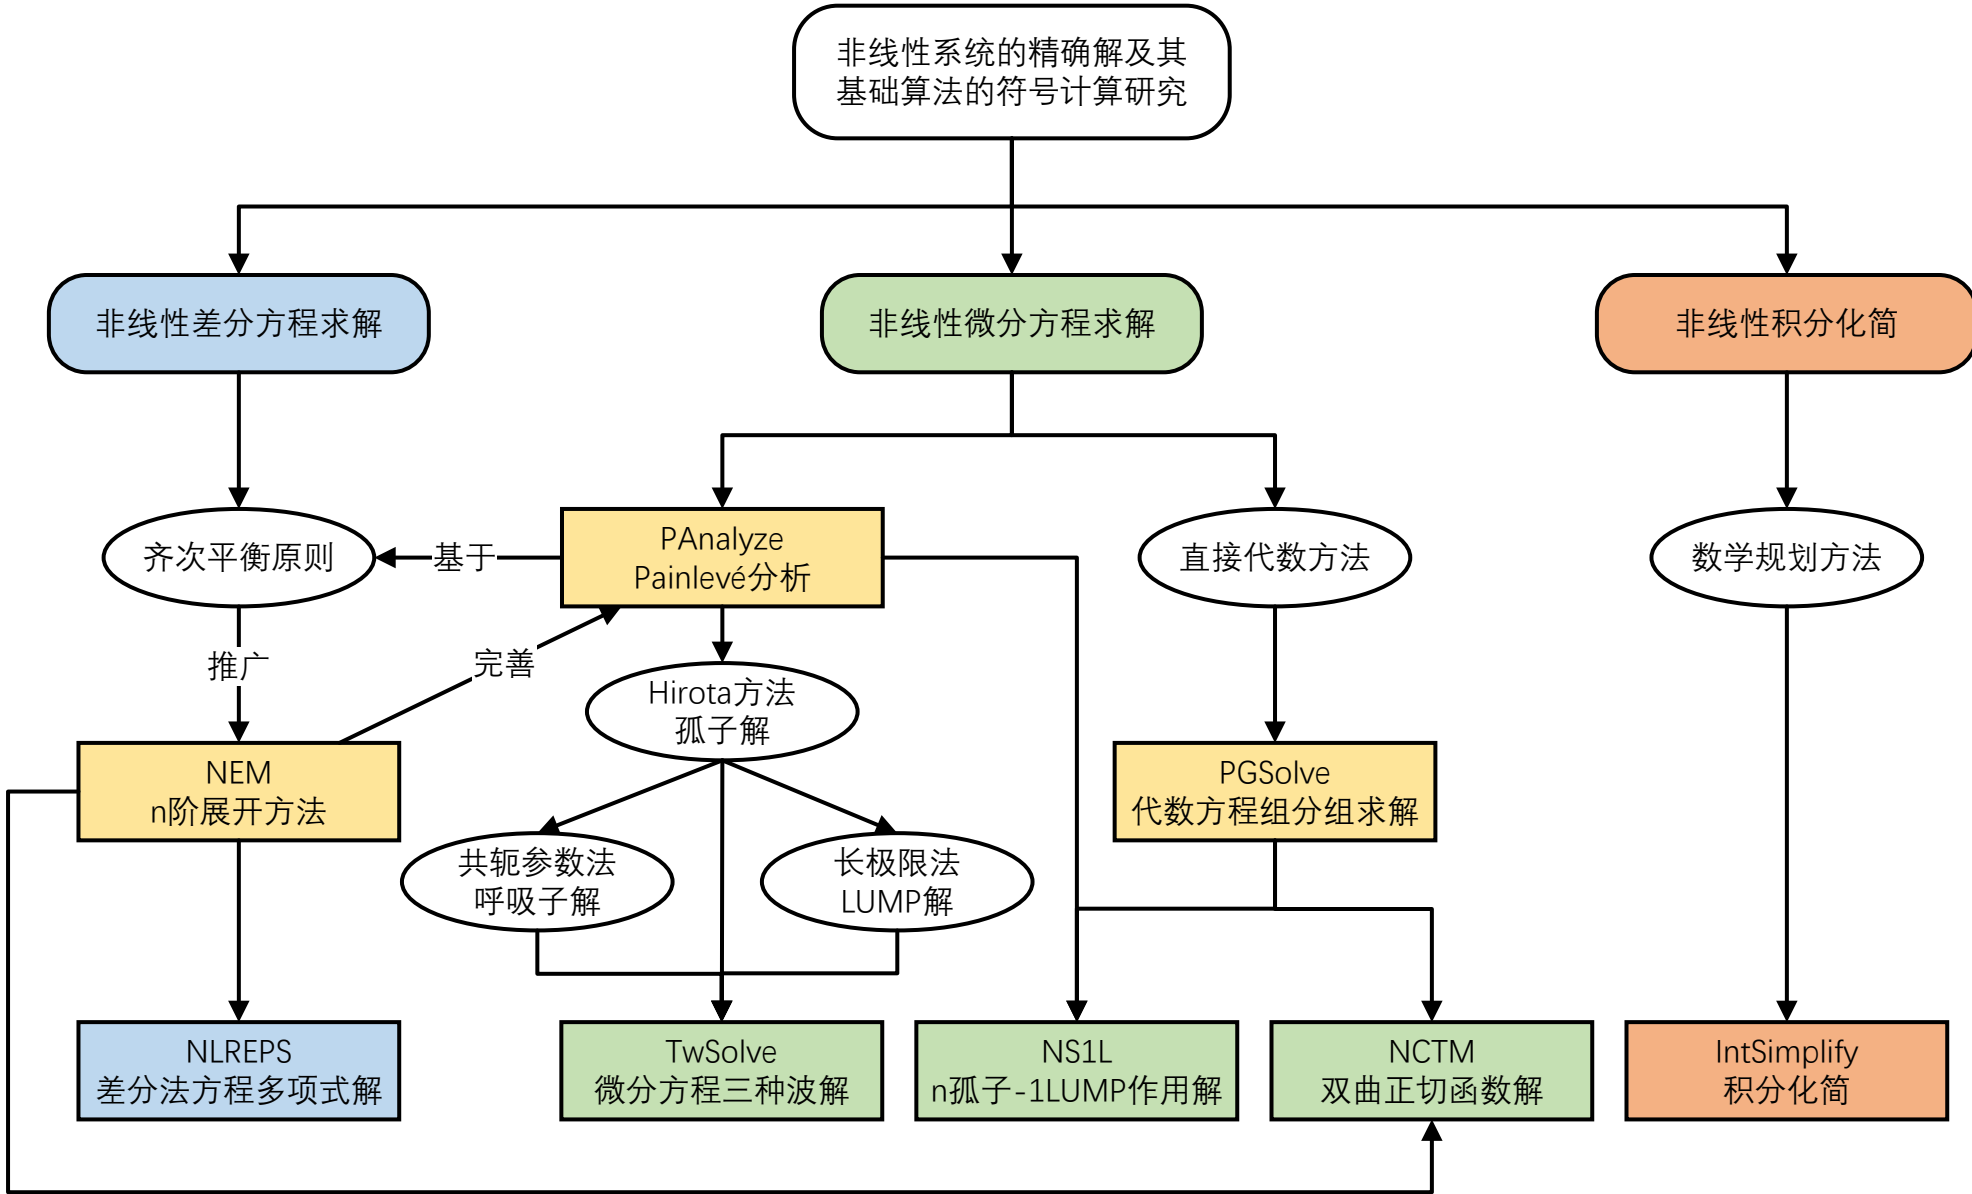 非线性系统的精确解及其
基础算法的符号计算研究
非线性差分方程求解
非线性微分方程求解
非线性积分化简
齐次平衡原则
基于
PAnalyze
Painlevé分析
直接代数方法
数学规划方法
推广
完善
Hirota方法
孤子解
NEM
n阶展开方法
PGSolve
代数方程组分组求解
共轭参数法
呼吸子解
长极限法
LUMP解
NLREPS
差分法方程多项式解
TwSolve
微分方程三种波解
NS1L
n孤子-1LUMP作用解
NCTM
双曲正切函数解
IntSimplify
积分化简